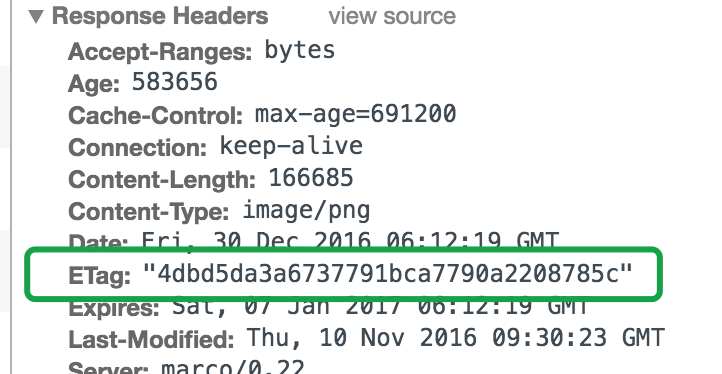 ▼ Response Headers view source
Accept-Ranges: bytes
Age: 583656
Cache-Control: max-age=691200
Connection: keep-alive
Content-Length: 166685
Content-Type: image/png
Date: Fri, 30 Dec 2016 06:12:19 GMT
ETag: "4dbd5da3a6737791bca7790a2208785c"
Expires: Sat, 07 Jan 2017 06:12:19 GMT
Last-Modified: Thu, 10 Nov 2016 09:30:23 GMT
Server: marco/0.22